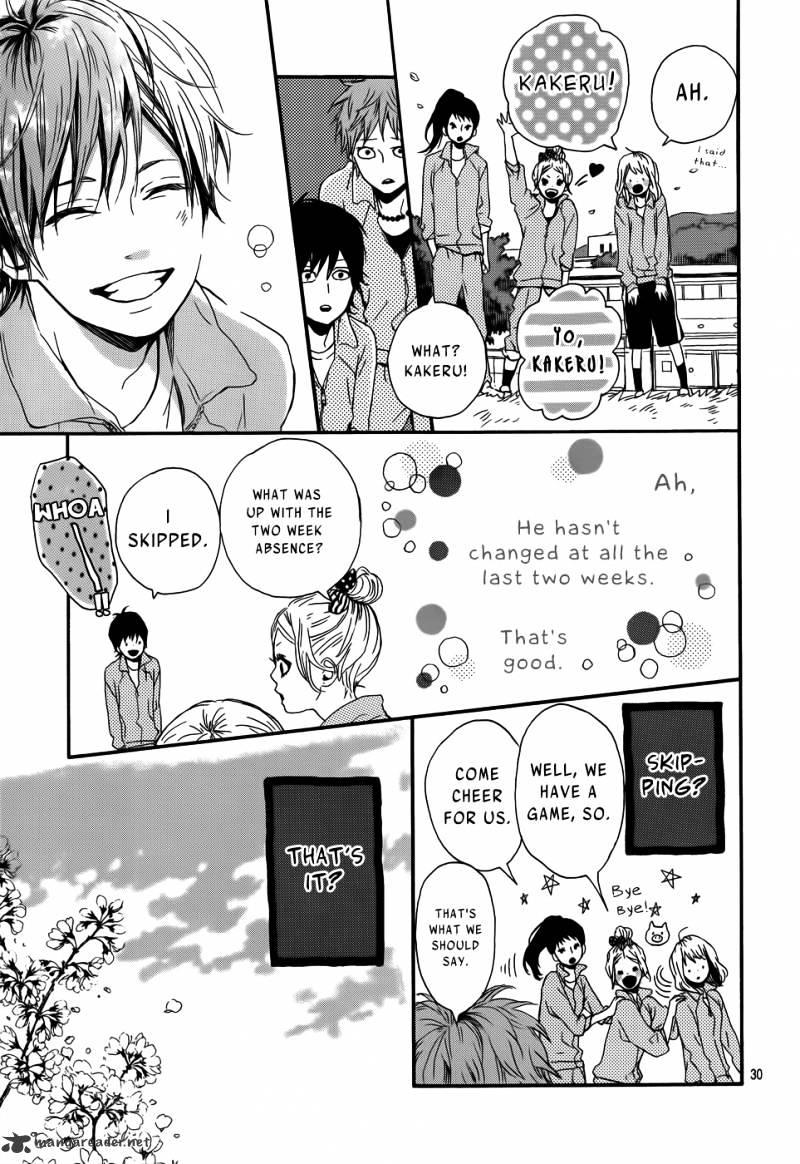 AH.
I said
that...
KAKERU!
YO,
KAKERU!
WHAT?
KAKERU!
Ah,
He hasn't
changed at all the
last two weeks.
That's
good.
WHAT WAS
UP WITH THE
TWO WEEK
ABSENCE?
I
SKIPPED.
WHOA
SKIP-
PING?
WELL, WE
HAVE A
GAME, SO.
COME
CHEER
FOR US.
Bye
Bye!
THAT'S
WHAT WE
SHOULD
SAY.
THAT'S
IT?
30
mangareader.net